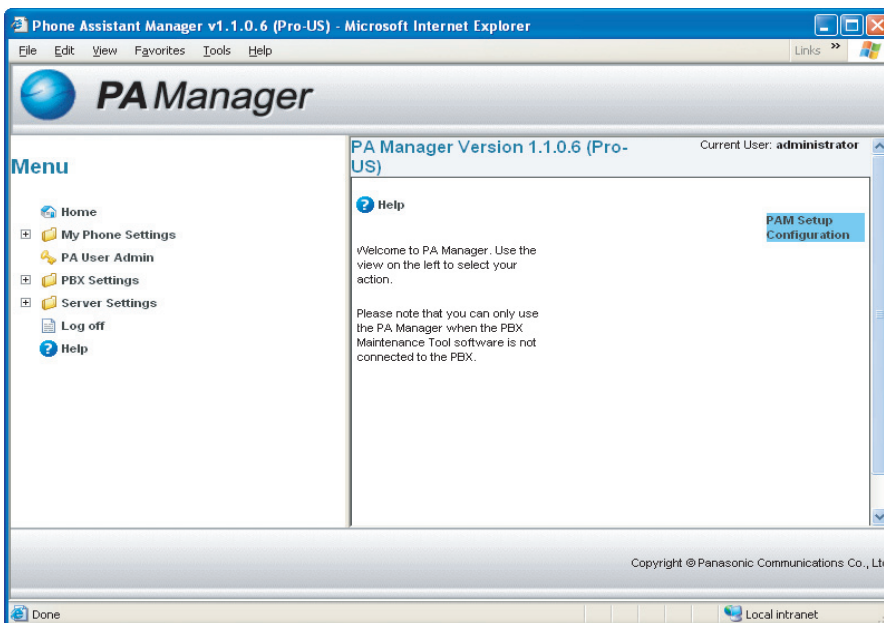 Phone Assistant Manager v1.1.0.6 (Pro-US) - Microsoft Internet Explorer
File Edit View Favorites Tools Help
Links »
PA Manager
Menu
Home
My Phone Settings
PA User Admin
PBX Settings
Server Settings
Log off
Help
PA Manager Version 1.1.0.6 (Pro-
US)
Current User: administrator
Help
PAM Setup
Configuration
Welcome to PA Manager. Use the
view on the left to select your
action.
Please note that you can only use
the PA Manager when the PBX
Maintenance Tool software is not
connected to the PBX.
Copyright © Panasonic Communications Co., Ltd
Done
Local intranet